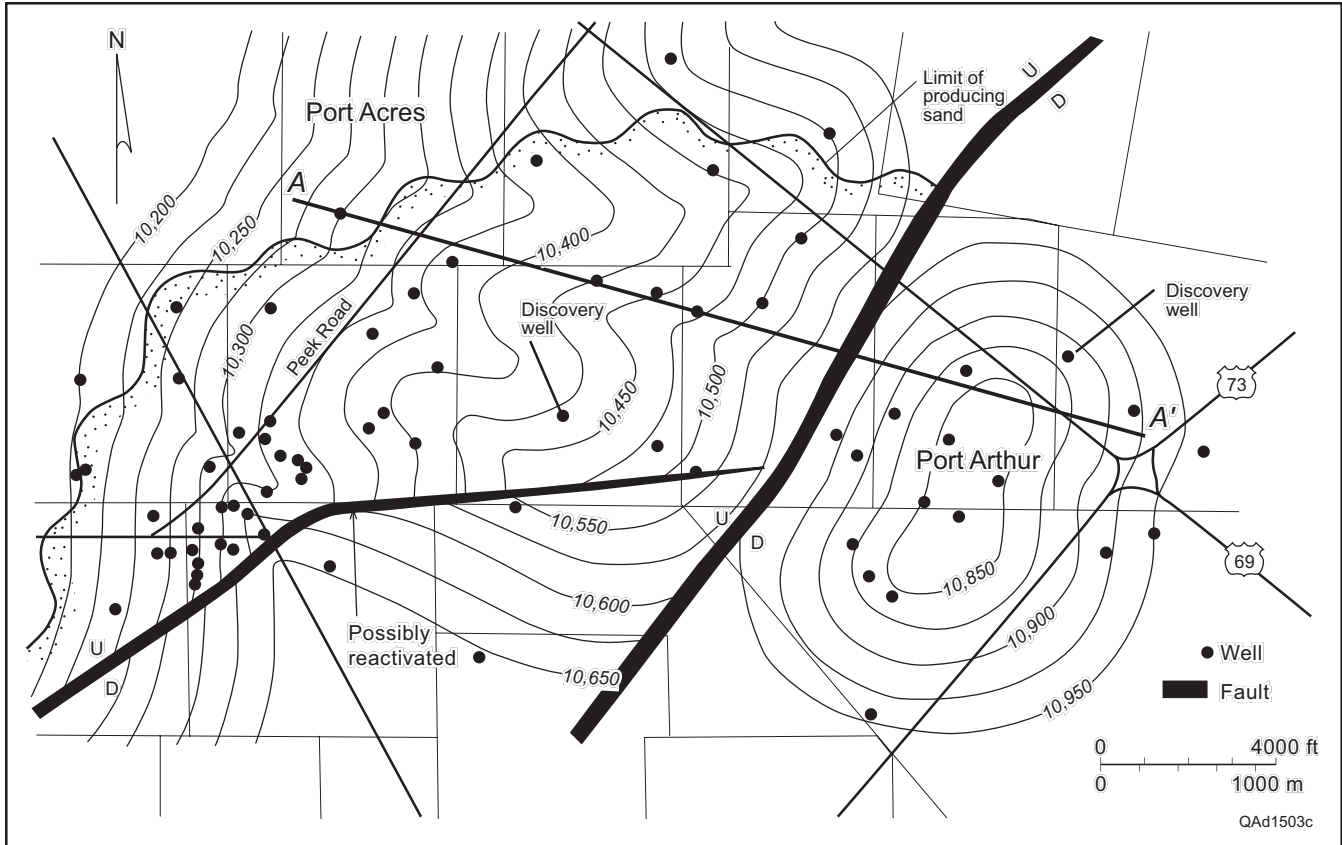 N
Port Acres
A
Limit of
producing
sand
U
D
10,200
10,250
10,300
10,400
Peek Road
Discovery
well
10,450
10,500
Discovery
well
73
A'
Port Arthur
10,550
U
D
69
10,850
10,600
10,900
Possibly
reactivated
U
D
10,650
10,950
Well
Fault
0 4000 ft
0 1000 m
QAd1503c